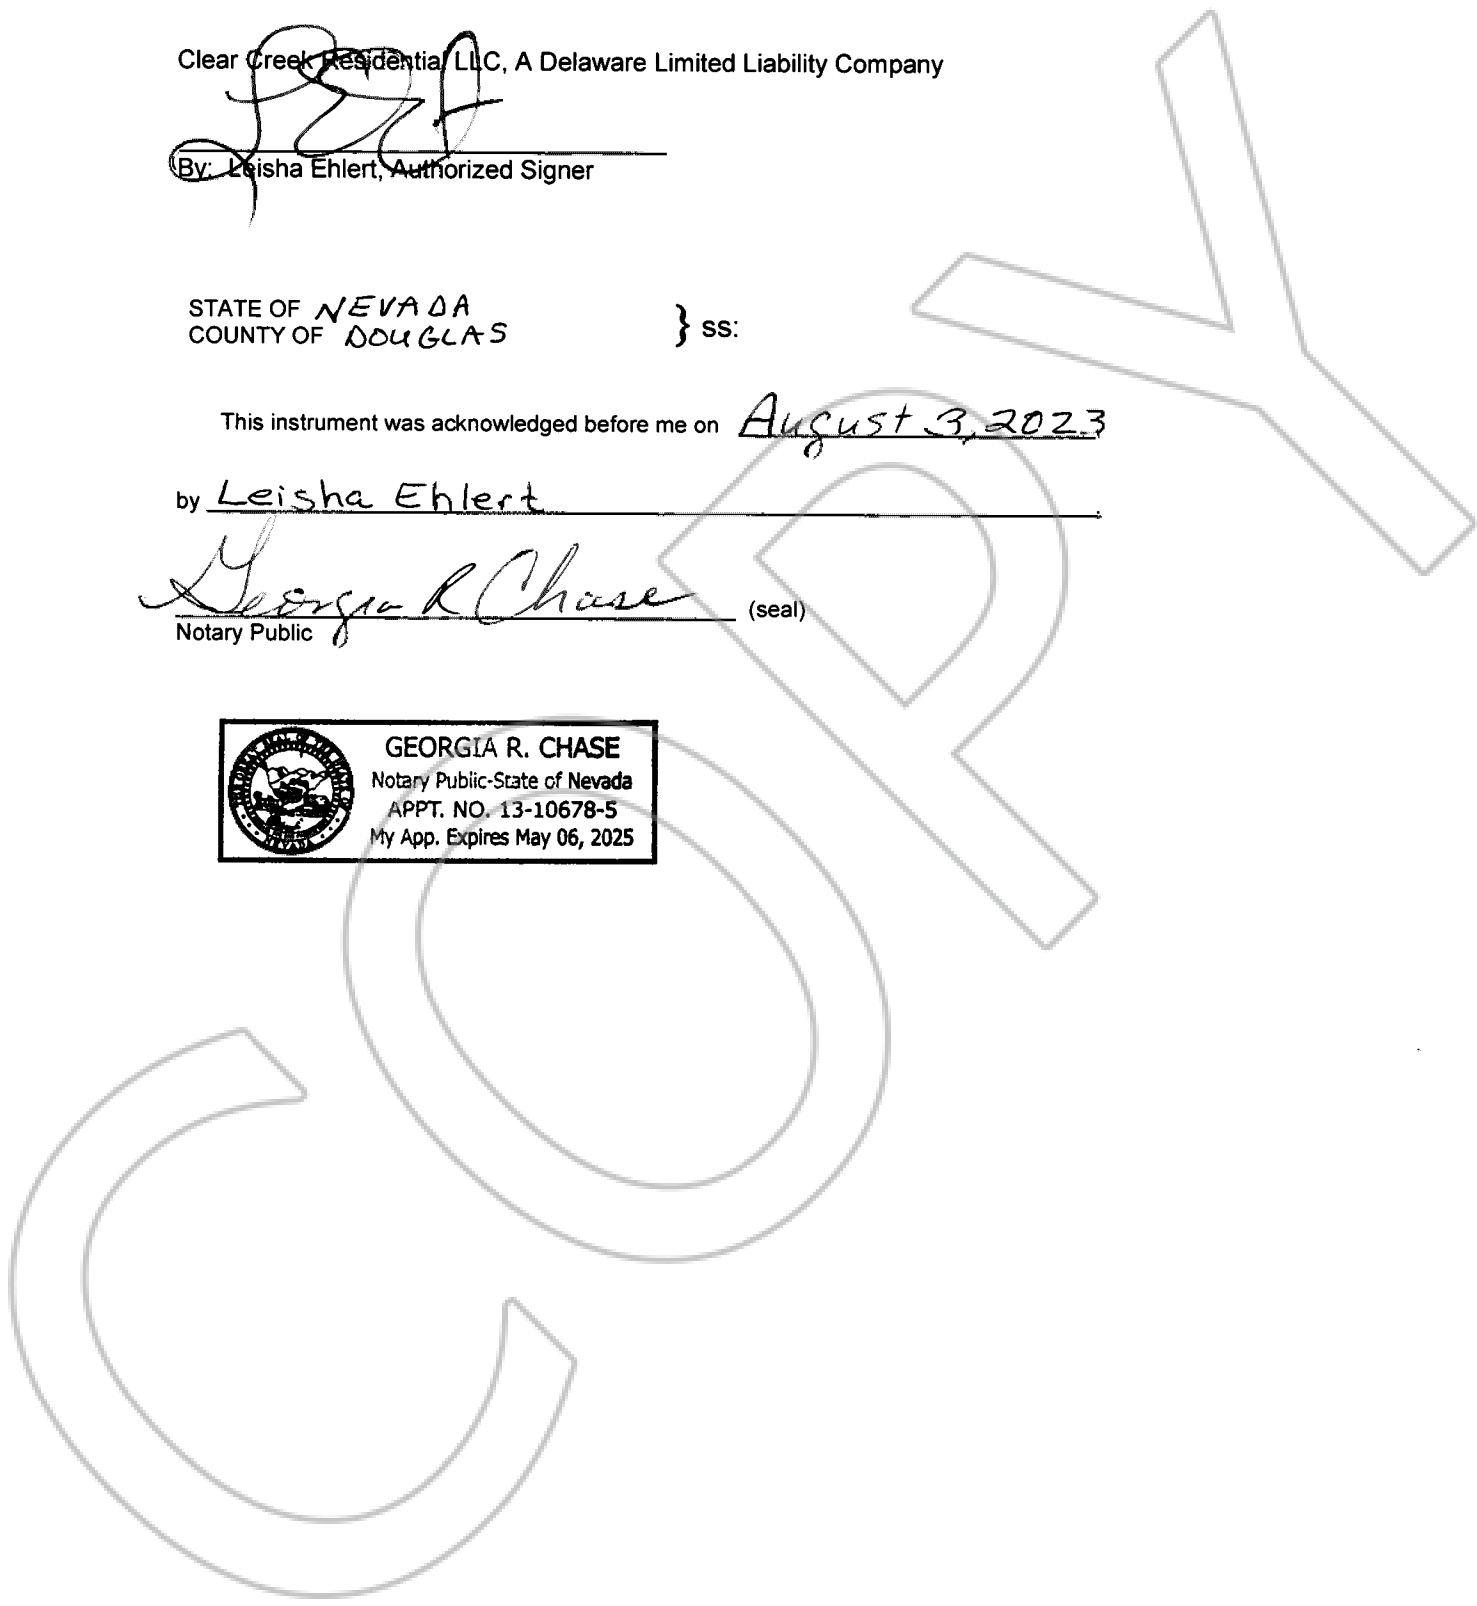 Clear Creek Residential LLC, A Delaware Limited Liability Company
By: Leisha Ehlert, Authorized Signer
STATE OF NEVADA
COUNTY OF DOUGLAS } ss:
This instrument was acknowledged before me on August 3, 2023
by Leisha Ehlert
Georgia R Chase (seal)
Notary Public
GEORGIA R. CHASE
Notary Public-State of Nevada
APPT. NO. 13-10678-5
My App. Expires May 06, 2025
COPY